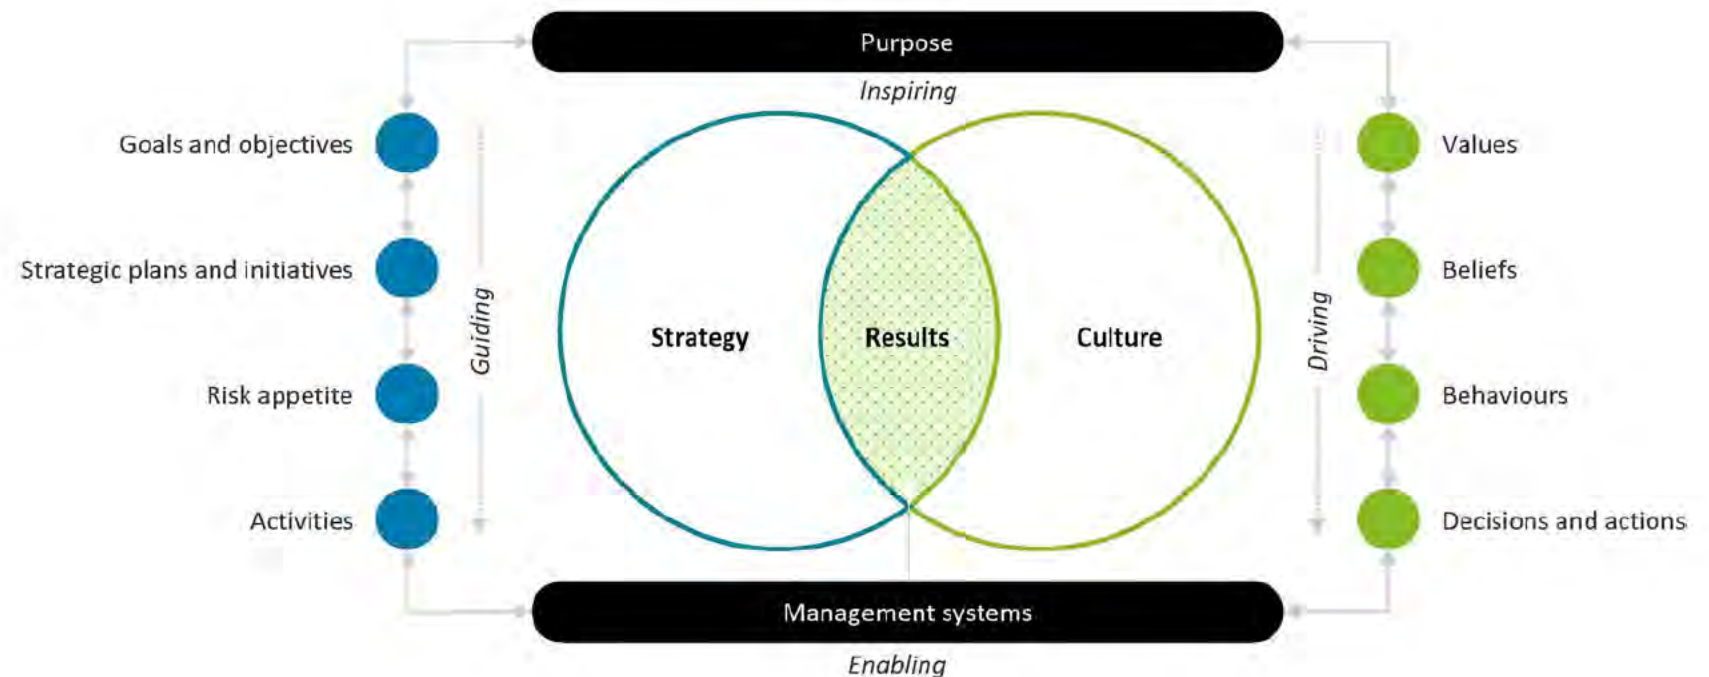 Purpose
Inspiring
Goals and objectives
Strategic plans and initiatives
Risk appetite
Activities
Guiding
Strategy
Results
Culture
Driving
Values
Beliefs
Behaviours
Decisions and actions
Management systems
Enabling